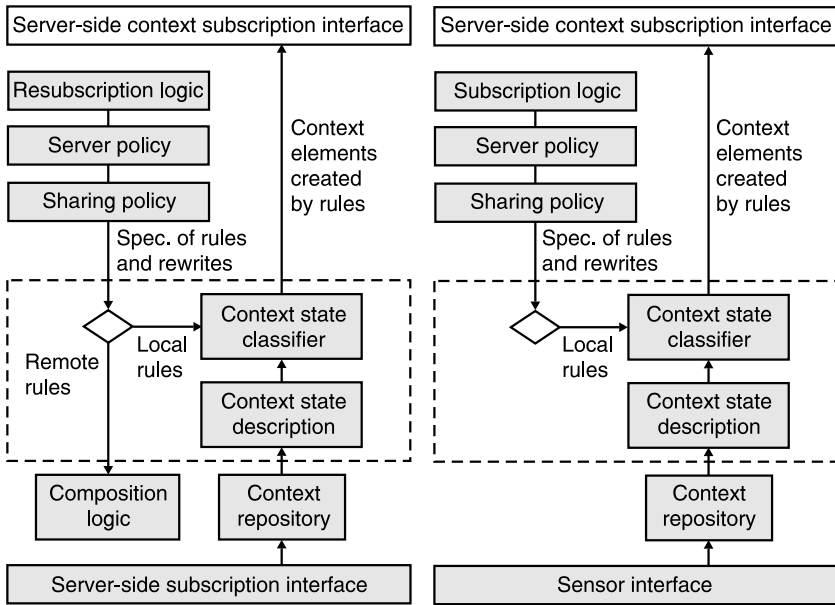 Server-side context subscription interface
Resubscription logic
Server policy
Sharing policy
Context
elements
created
by rules
Spec. of rules
and rewrites
Context state
classifier
Local
rules
Remote
rules
Context state
description
Composition
logic
Context
repository
Server-side subscription interface
Server-side context subscription interface
Subscription logic
Server policy
Sharing policy
Context
elements
created
by rules
Spec. of rules
and rewrites
Context state
classifier
Local
rules
Context state
description
Context
repository
Sensor interface